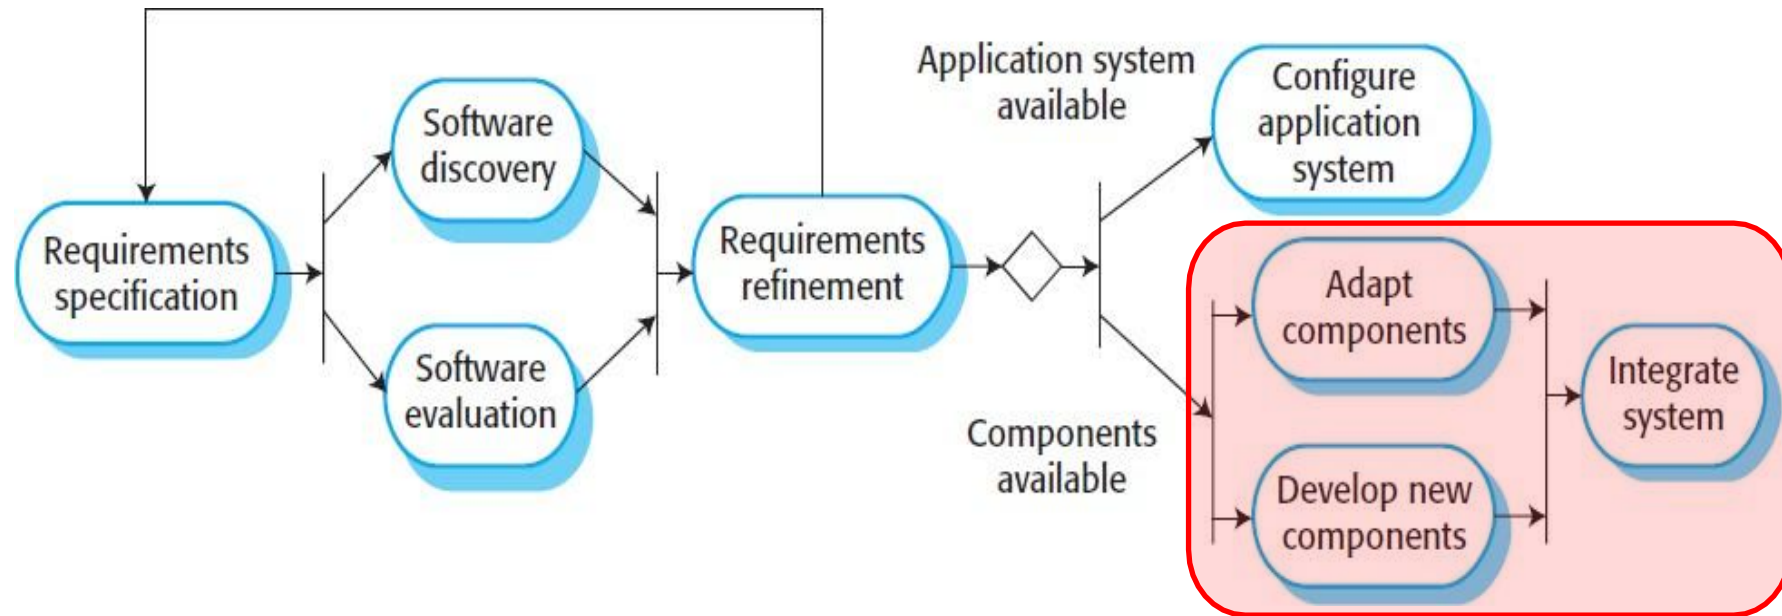 Requirements
specification
Software
discovery
Software
evaluation
Requirements
refinement
Application system
available
Configure
application
system
Components
available
Adapt
components
Develop new
components
Integrate
system